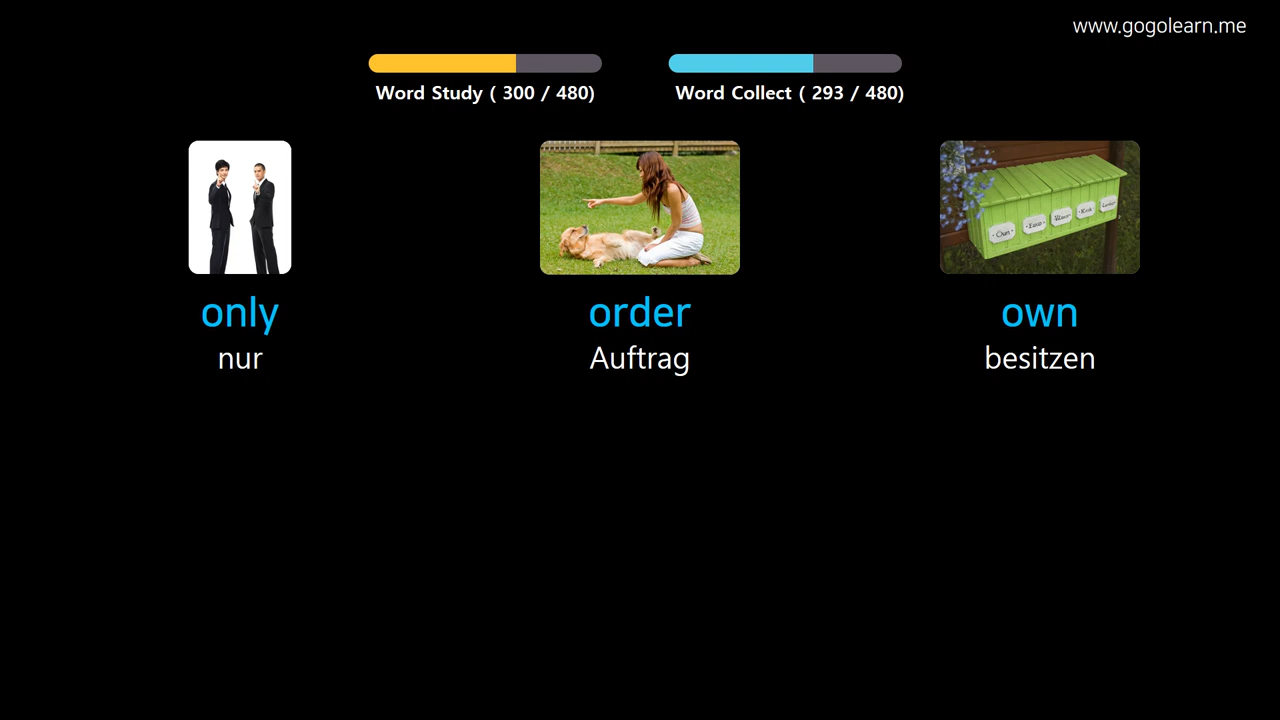 www.gogolearn.me
Word Study ( 300 / 480)
Word Collect ( 293 / 480)
only
order
own
nur
Auftrag
besitzen